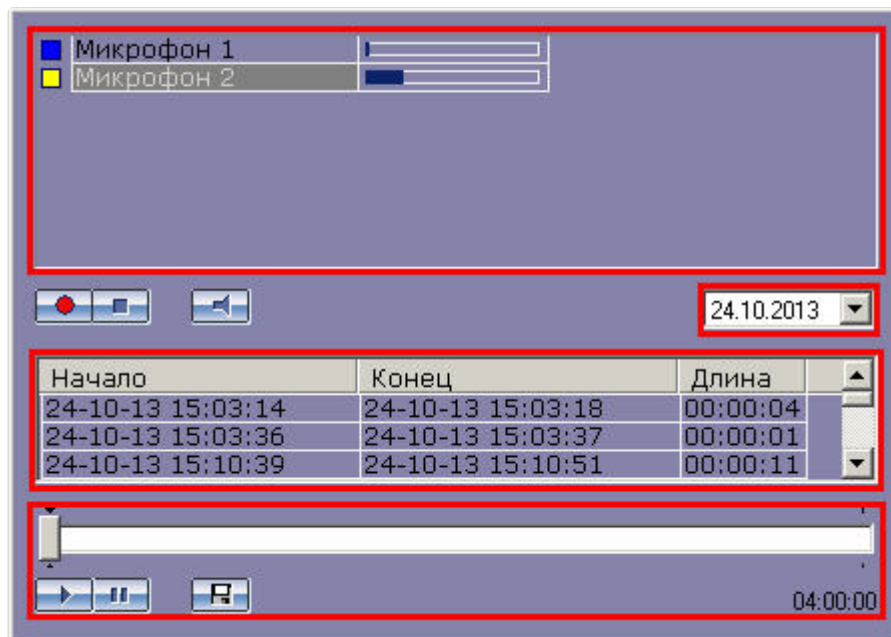 Микрофон 1
Микрофон 2
24.10.2013
Начало Конец Длина
24-10-13 15:03:14 24-10-13 15:03:18 00:00:04
24-10-13 15:03:36 24-10-13 15:03:37 00:00:01
24-10-13 15:10:39 24-10-13 15:10:51 00:00:11
04:00:00